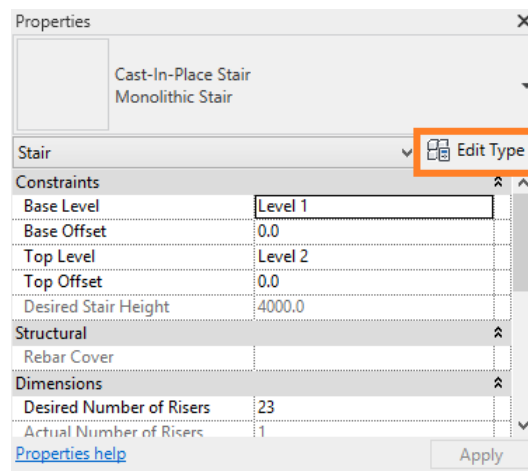 Properties
Cast-In-Place Stair
Monolithic Stair
Stair
Edit Type
Constraints
Base Level Level 1
Base Offset 0.0
Top Level Level 2
Top Offset 0.0
Desired Stair Height 4000.0
Structural
Rebar Cover
Dimensions
Desired Number of Risers 23
Actual Number of Risers 1
Properties help
Apply